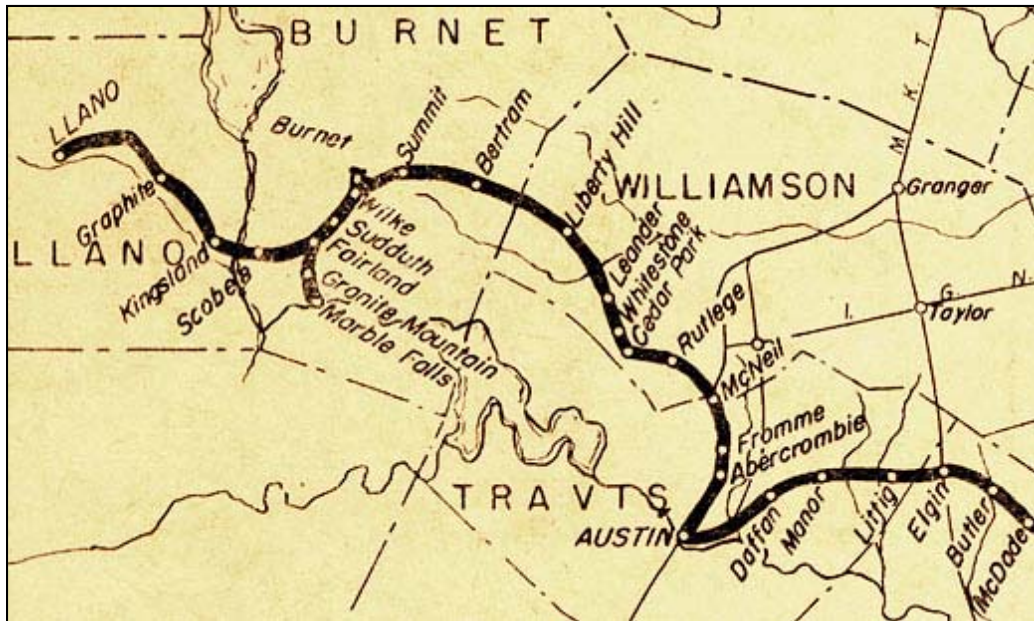 BURNET
LLANO
Burnet
Summit
Bertram
Liberty Hill
WILLIAMSON
Granger
M K T
Graphite
LLANO
Kingsland
Scobee
Wilke
Sudduth
Fairland
Granite Mountain
Marble Falls
Leander
Whitestone
Cedar Park
Rutlege
McNeil
I. G N
Taylor
Fromme
Abercrombie
TRAVTS
AUSTIN
Daffan
Manor
Littig
Elgin
Butler
McDade